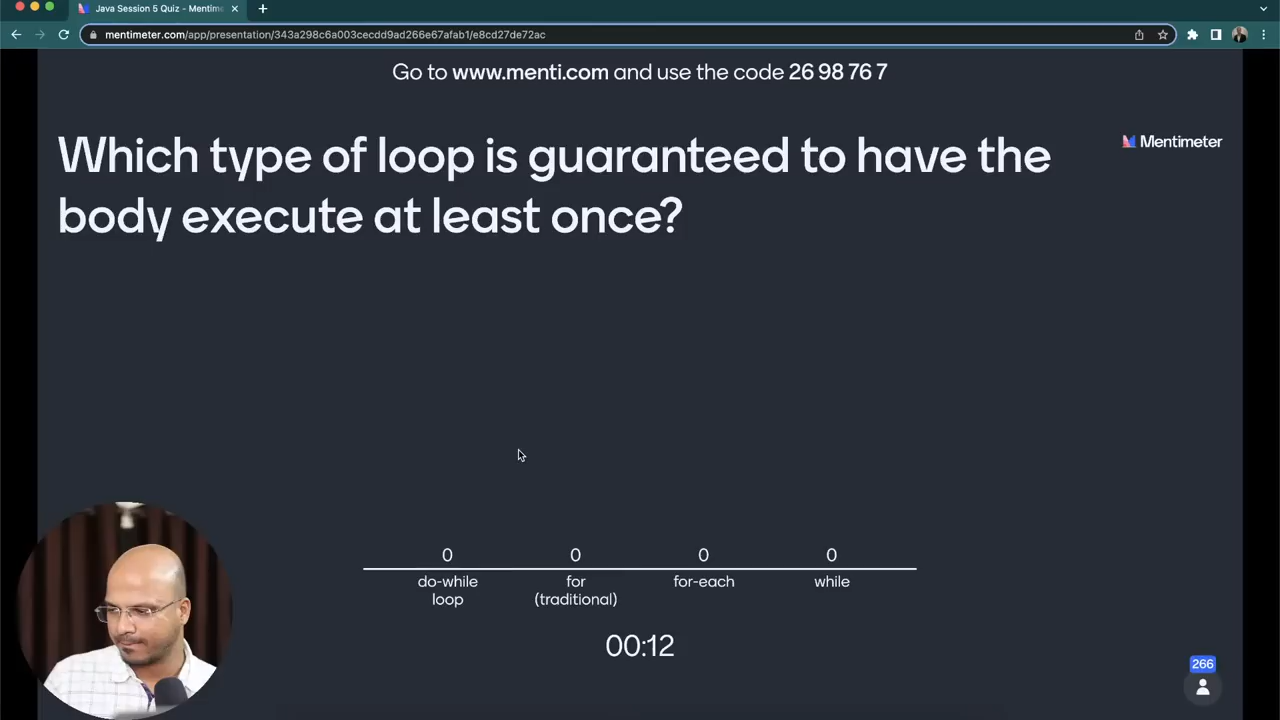 Java Session 5 Quiz - Mentime
mentimeter.com/app/presentation/343a298c6a003cecdd9ad266e67afab1/e8cd27de72ac
Go to www.menti.com and use the code 26 98 76 7
Which type of loop is guaranteed to have the
body execute at least once?
Mentimeter
0 0 0 0
do-while for for-each while
loop (traditional)
00:12
266